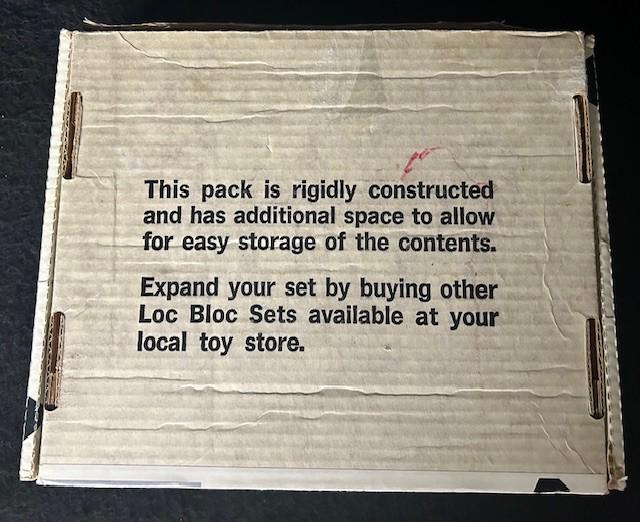 This pack is rigidly constructed
and has additional space to allow
for easy storage of the contents.
Expand your set by buying other
Loc Bloc Sets available at your
local toy store.